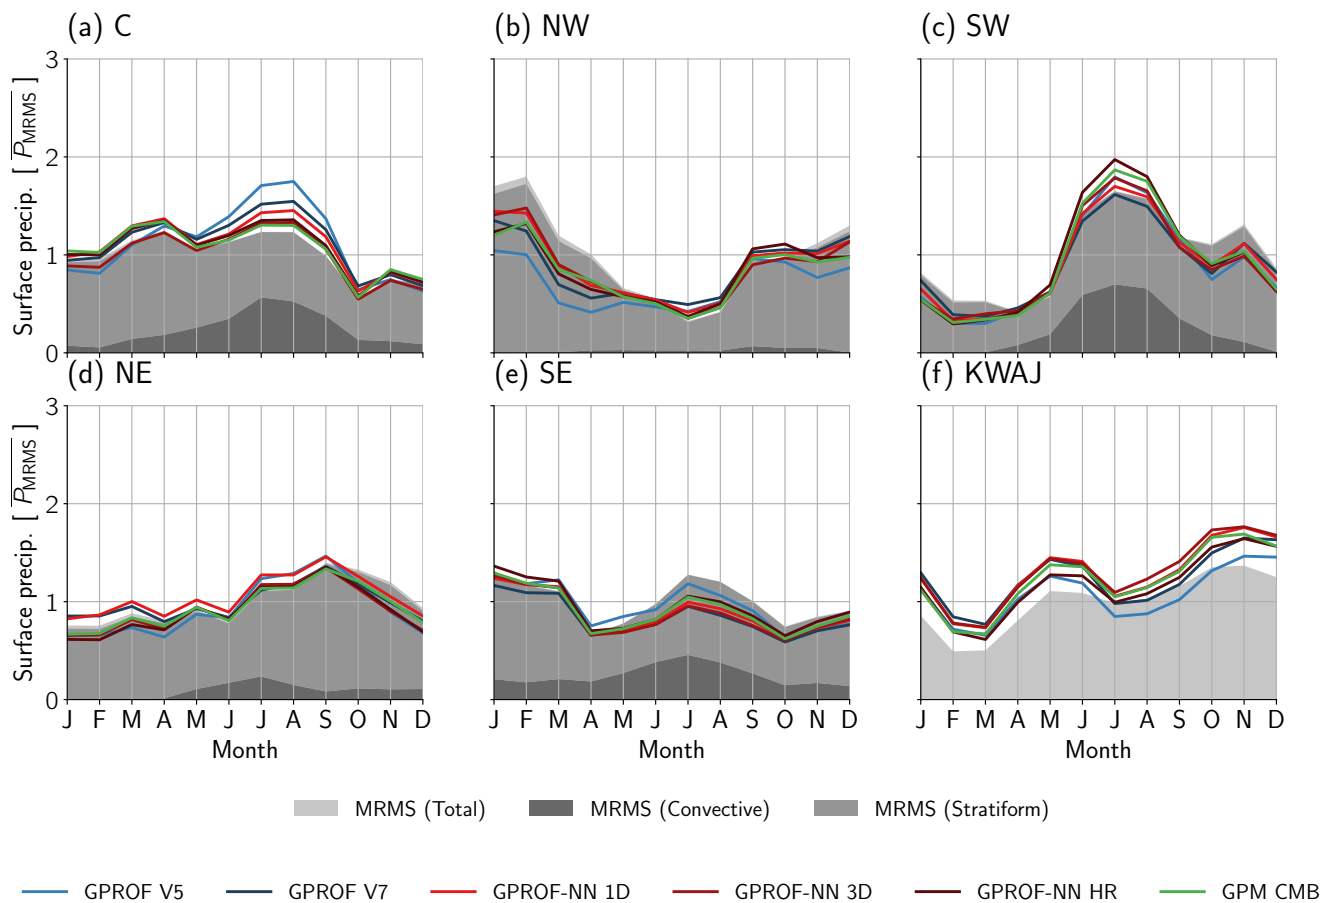 (a) C
(b) NW
(c) SW
Surface precip. [ P_MRMS ]
3
2
1
0
(d) NE
(e) SE
(f) KWAJ
Surface precip. [ P_MRMS ]
3
2
1
0
J F M A M J J A S O N D
J F M A M J J A S O N D
J F M A M J J A S O N D
Month
Month
Month
MRMS (Total)
MRMS (Convective)
MRMS (Stratiform)
GPROF V5
GPROF V7
GPROF-NN 1D
GPROF-NN 3D
GPROF-NN HR
GPM CMB